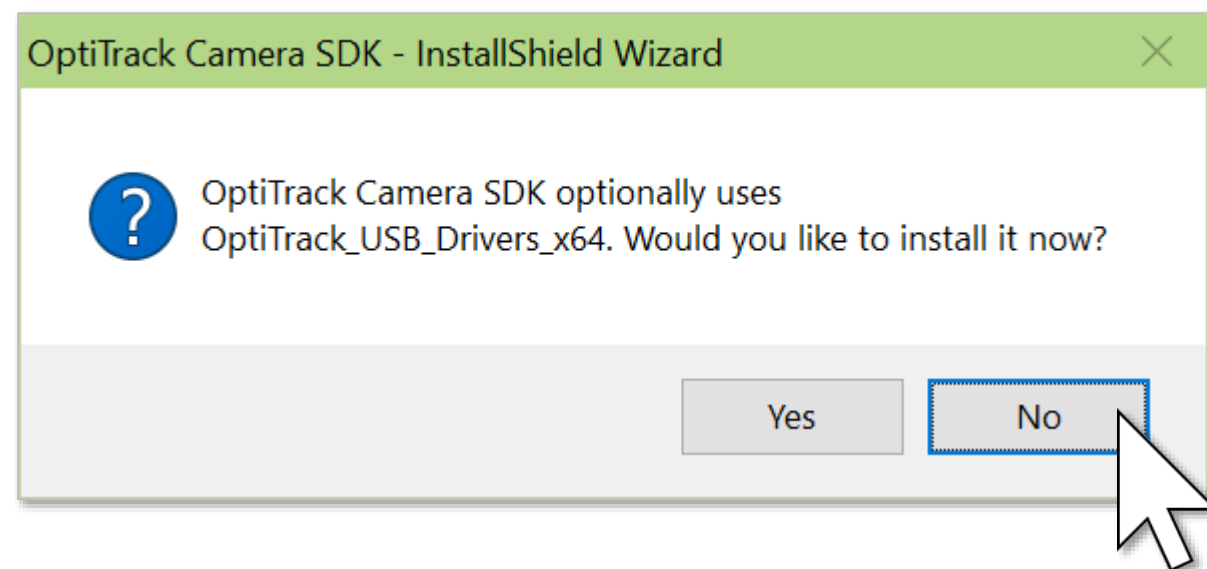 OptiTrack Camera SDK - InstallShield Wizard
OptiTrack Camera SDK optionally uses
OptiTrack_USB_Drivers_x64. Would you like to install it now?
Yes No